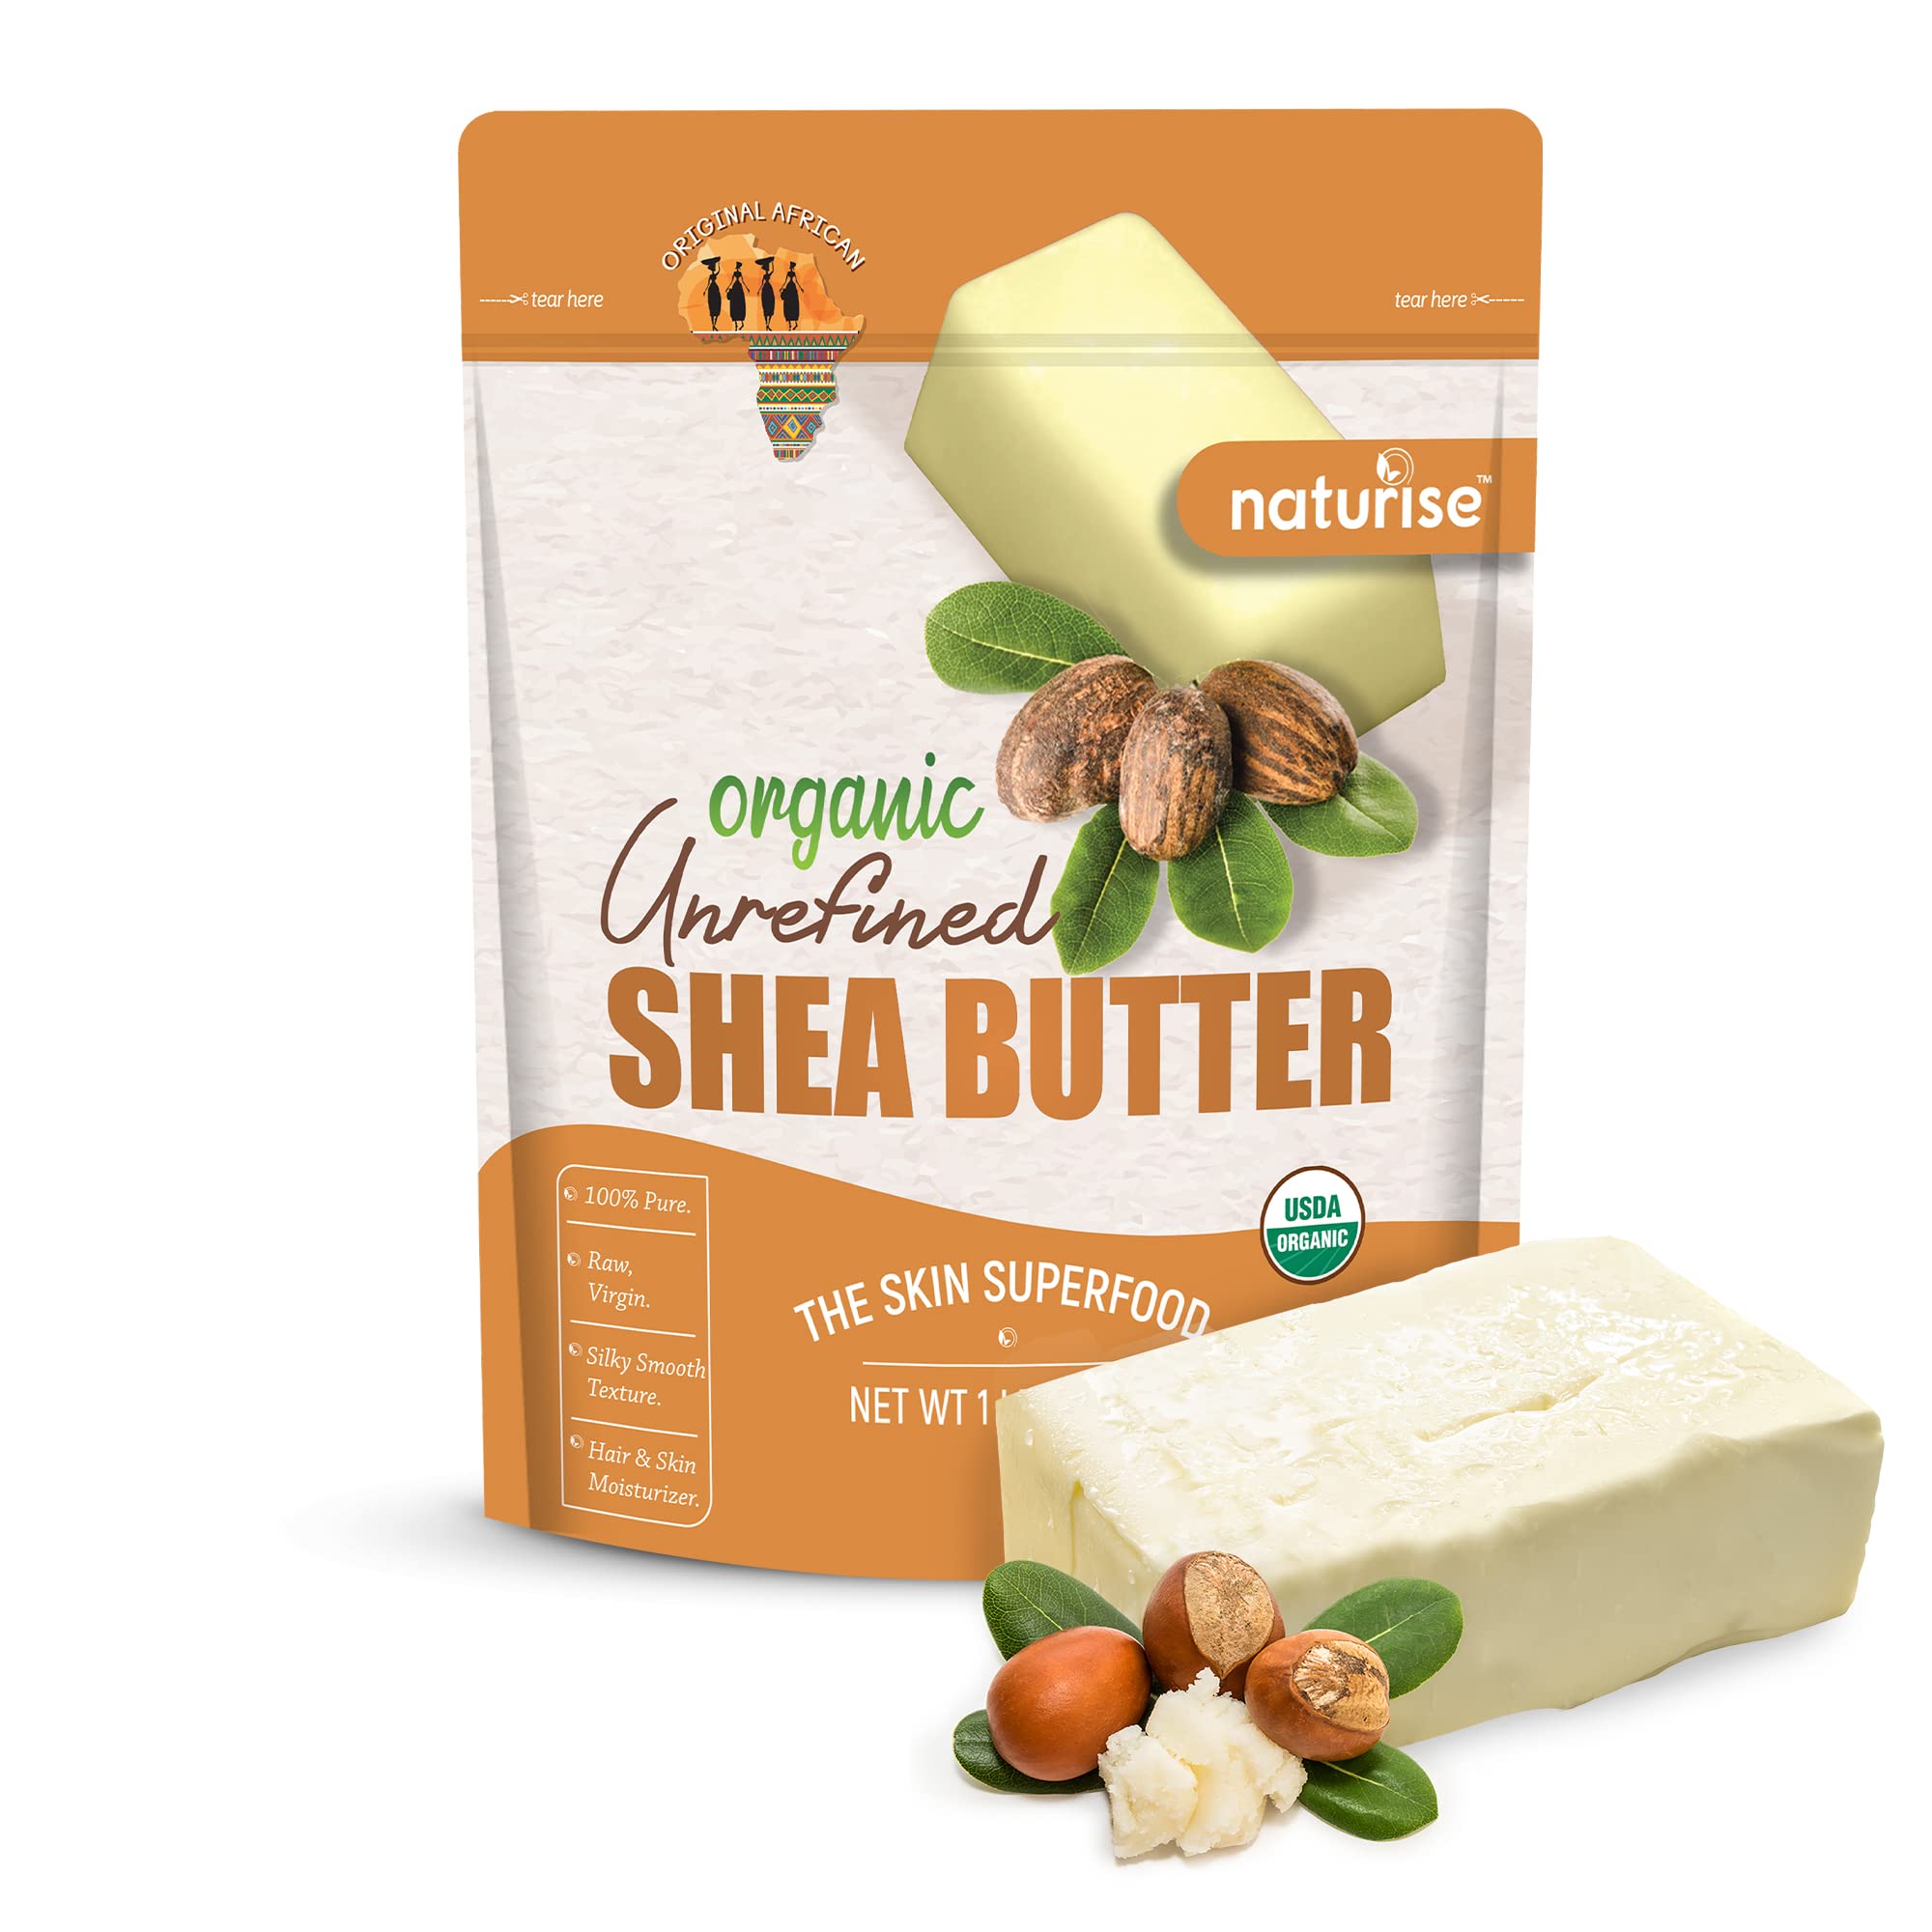 ORIGINAL AFRICAN
tear here
tear here
naturise™
organic
Unrefined
SHEA BUTTER
100% Pure.
Raw,
Virgin.
Silky Smooth
Texture.
Hair & Skin
Moisturizer.
USDA
ORGANIC
THE SKIN SUPERFOOD
NET WT 1